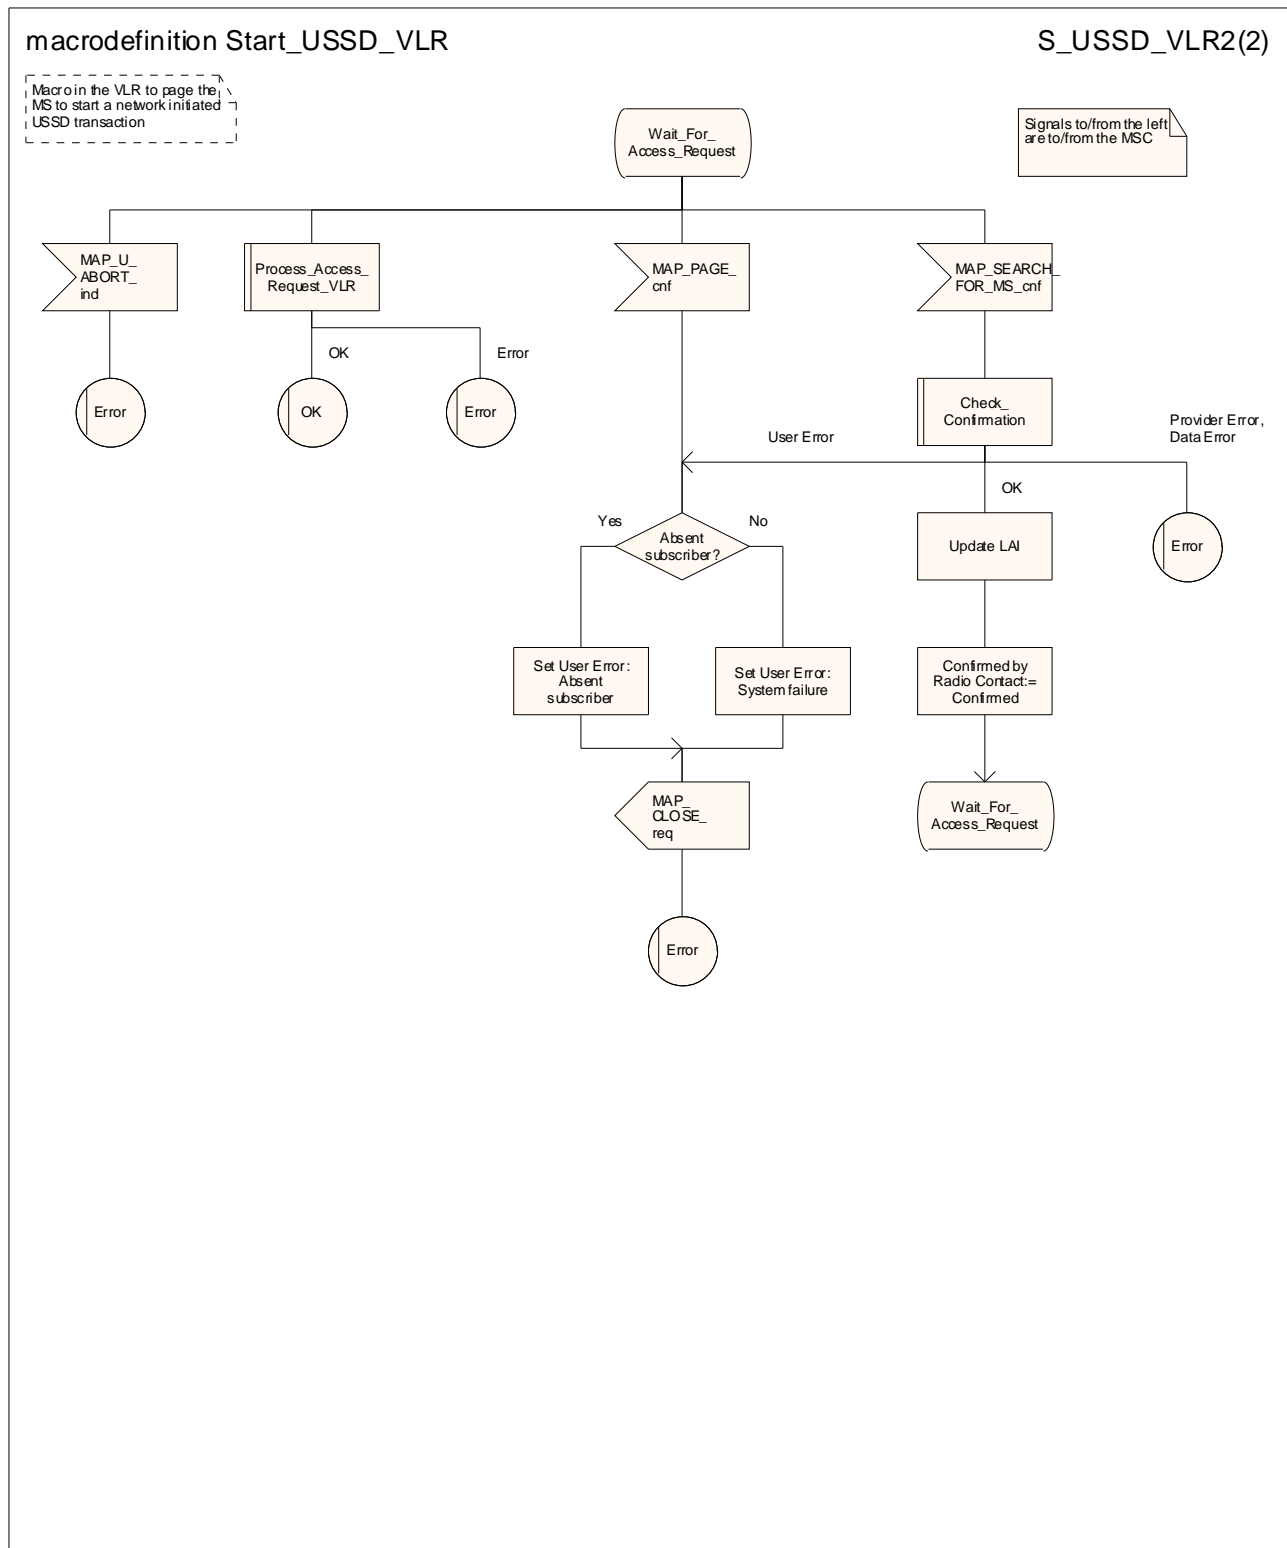 macrodefinition Start_USSD_VLR
S_USSD_VLR2(2)
Macro in the VLR to page the
MS to start a network initiated
USSD transaction
Wait_For_
Access_Request
Signals to/from the left
are to/from the MSC
MAP_U_
ABORT_
ind
Process_Access_
Request_VLR
MAP_PAGE_
cnf
MAP_SEARCH_
FOR_MS_cnf
OK
Error
Error
OK
Error
Check_
Confirmation
User Error
Provider Error,
Data Error
OK
Yes
No
Absent
subscriber?
Update LAI
Error
Set User Error:
Absent
subscriber
Set User Error:
System failure
Confirmed by
Radio Contact:=
Confirmed
MAP_
CLOSE_
req
Wait_For_
Access_Request
Error